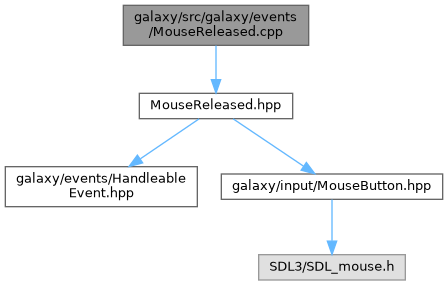 galaxy/src/galaxy/events
/MouseReleased.cpp
MouseReleased.hpp
galaxy/events/Handleable
Event.hpp
galaxy/input/MouseButton.hpp
SDL3/SDL_mouse.h